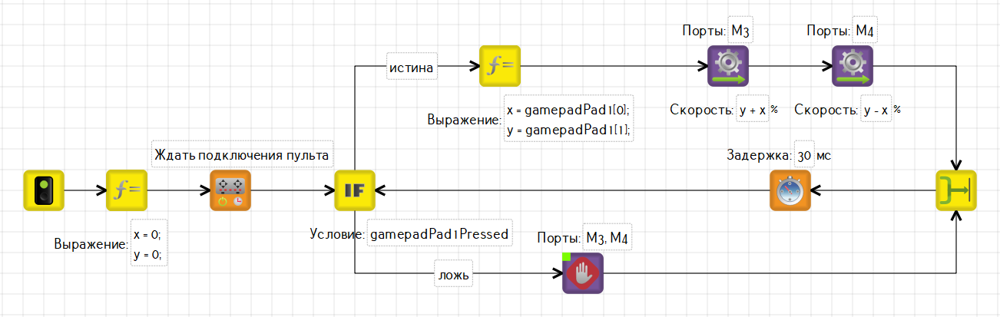 Порты: M3
Порты: M4
истина
ƒ=
Выражение: x = gamepadPad1[0];
y = gamepadPad1[1];
Скорость: y + x %
Скорость: y - x %
Ждать подключения пульта
Задержка: 30 мс
ƒ=
IF
Выражение: x = 0;
y = 0;
Условие: gamepadPad1Pressed
Порты: M3, M4
ложь